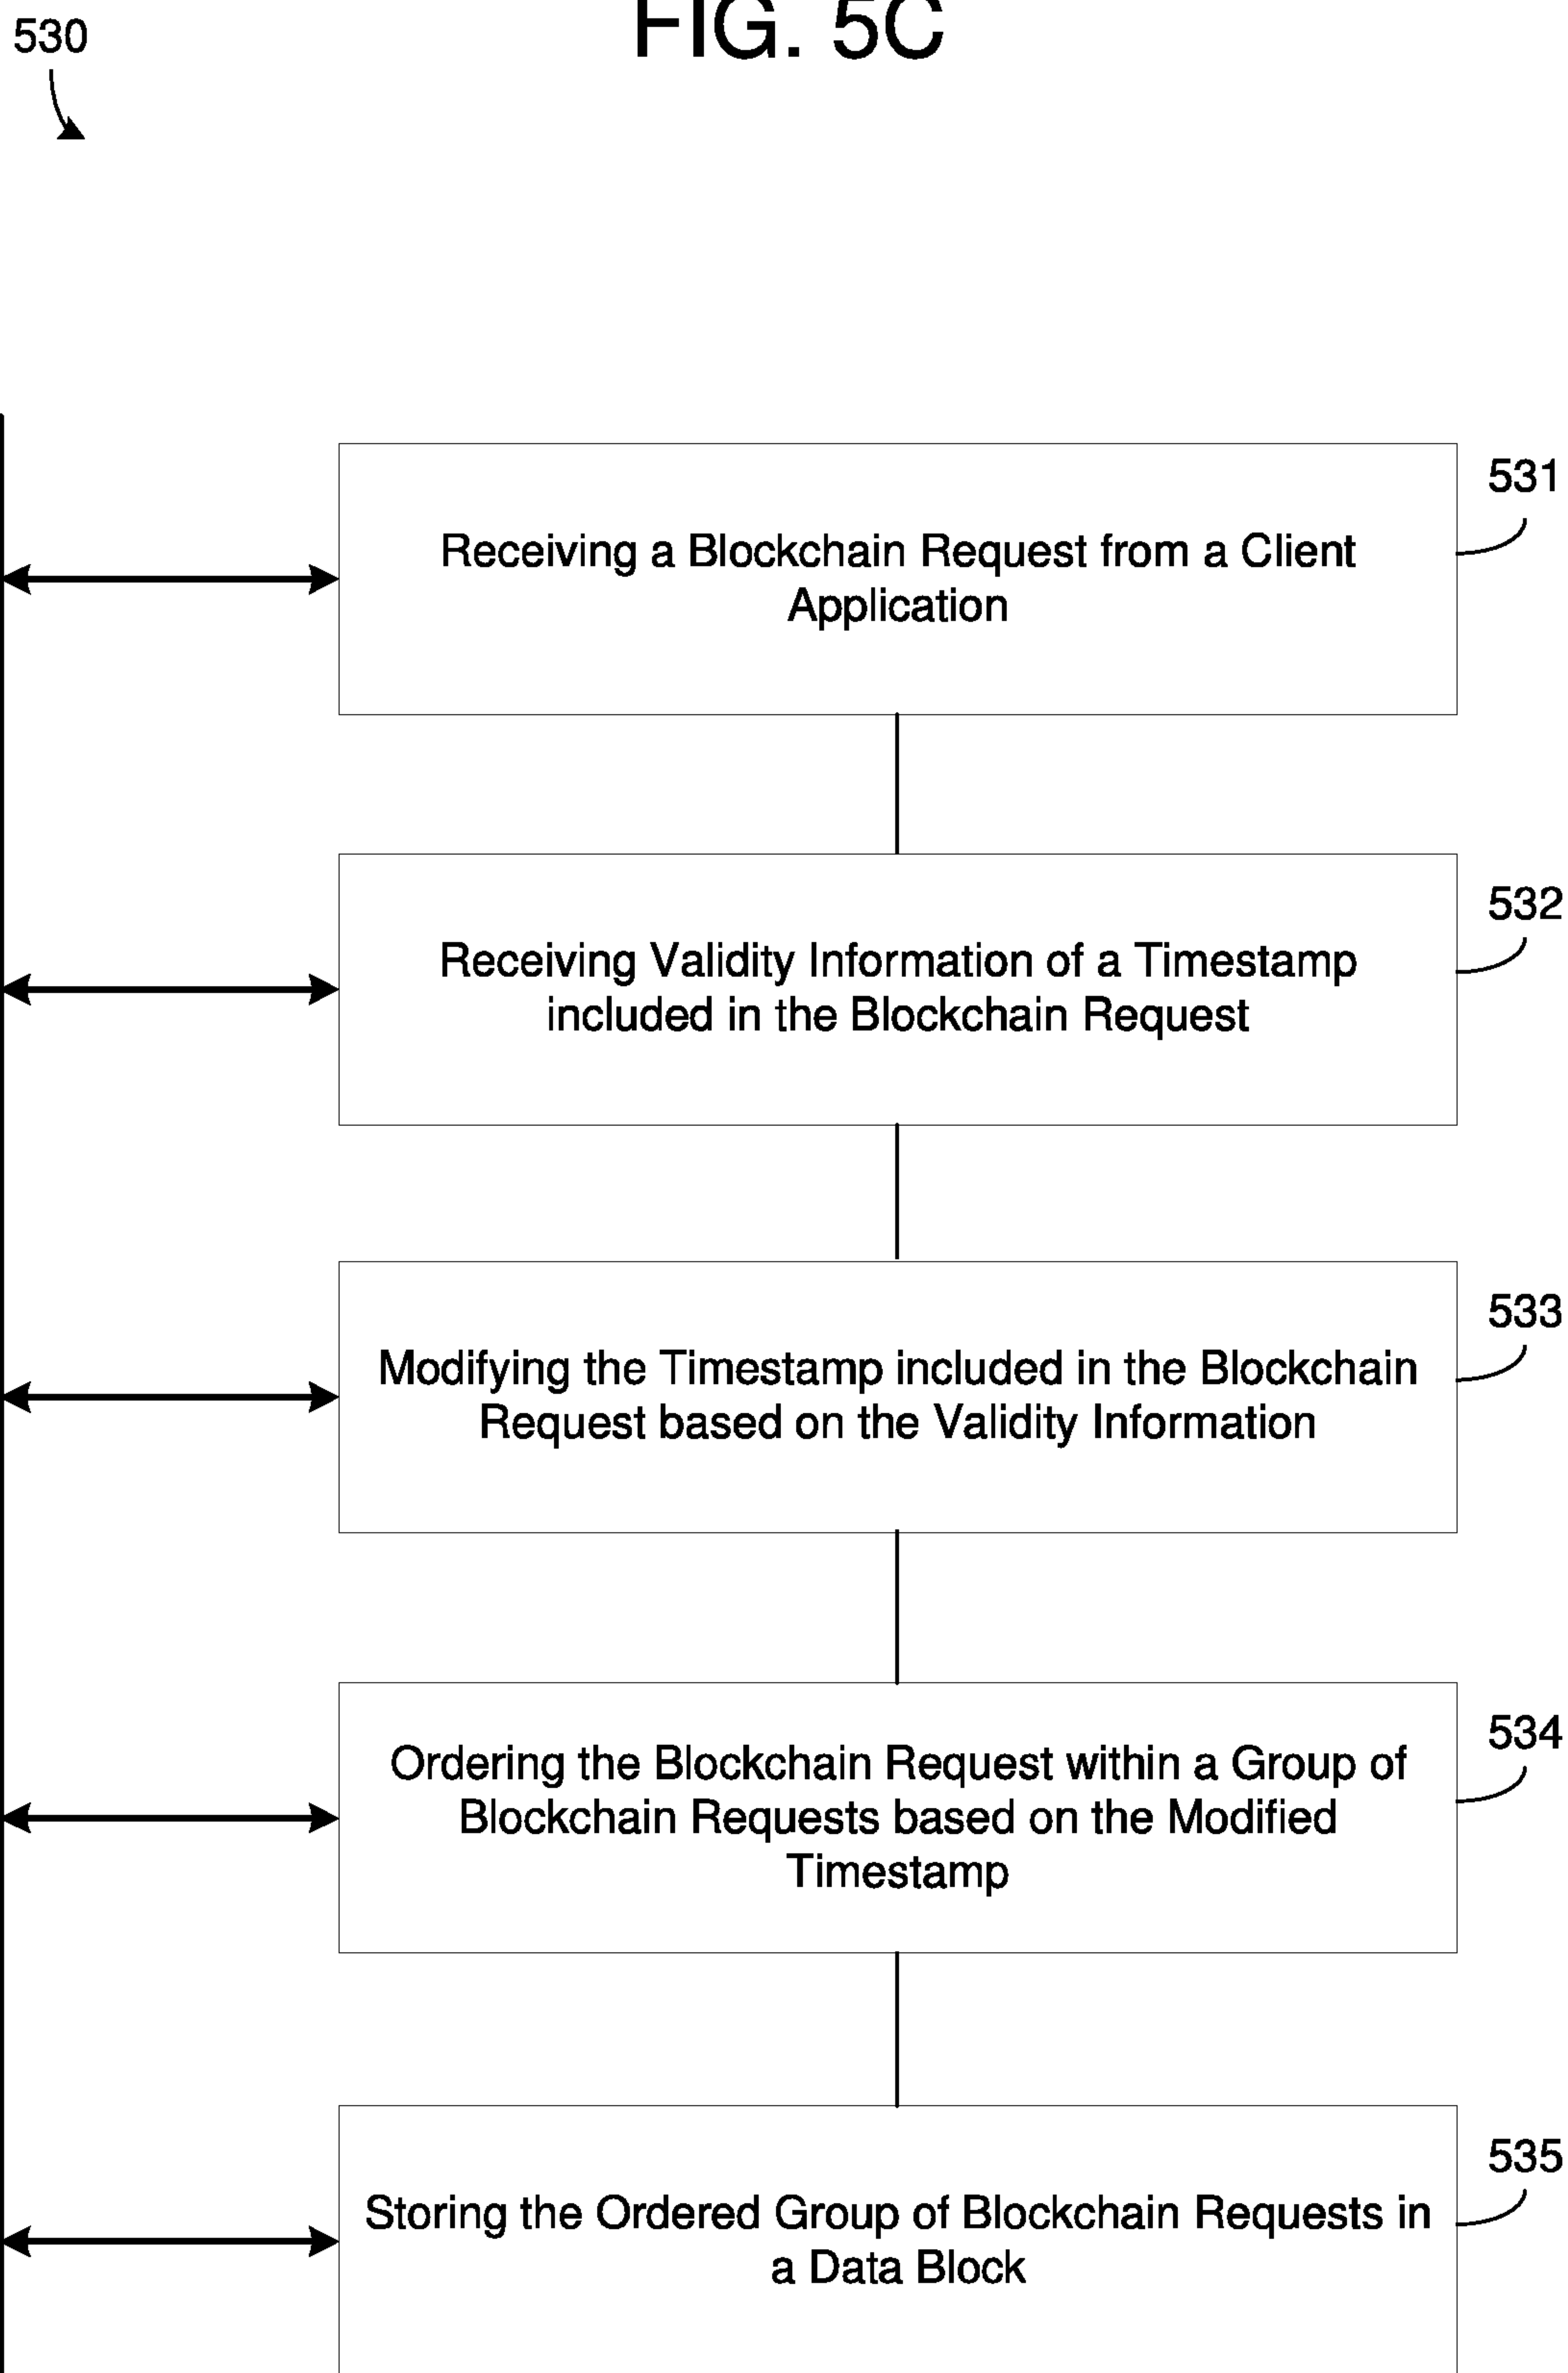 FIG. 5C
530
531
Receiving a Blockchain Request from a Client
Application
532
Receiving Validity Information of a Timestamp
included in the Blockchain Request
533
Modifying the Timestamp included in the Blockchain
Request based on the Validity Information
534
Ordering the Blockchain Request within a Group of
Blockchain Requests based on the Modified
Timestamp
535
Storing the Ordered Group of Blockchain Requests in
a Data Block